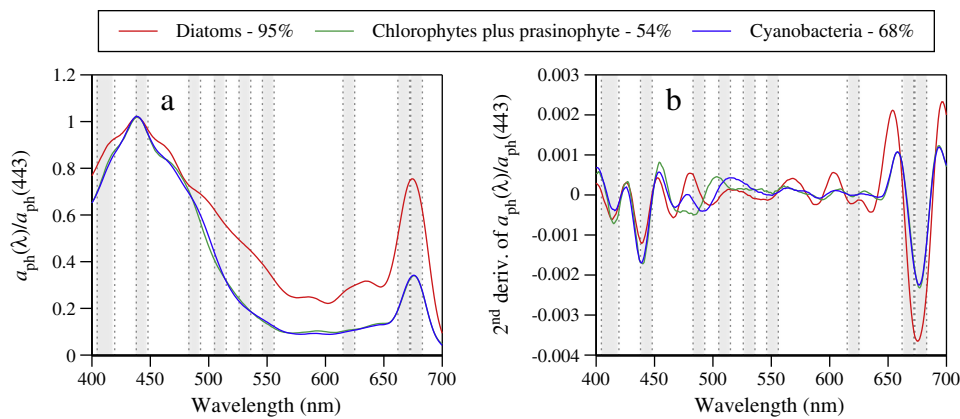 Diatoms - 95% Chlorophytes plus prasinophyte - 54% Cyanobacteria - 68%
a
b
a_ph(λ)/a_ph(443)
1.2
1
0.8
0.6
0.4
0.2
0
400 450 500 550 600 650 700
Wavelength (nm)
2nd deriv. of a_ph(λ)/a_ph(443)
0.003
0.002
0.001
0
-0.001
-0.002
-0.003
-0.004
400 450 500 550 600 650 700
Wavelength (nm)